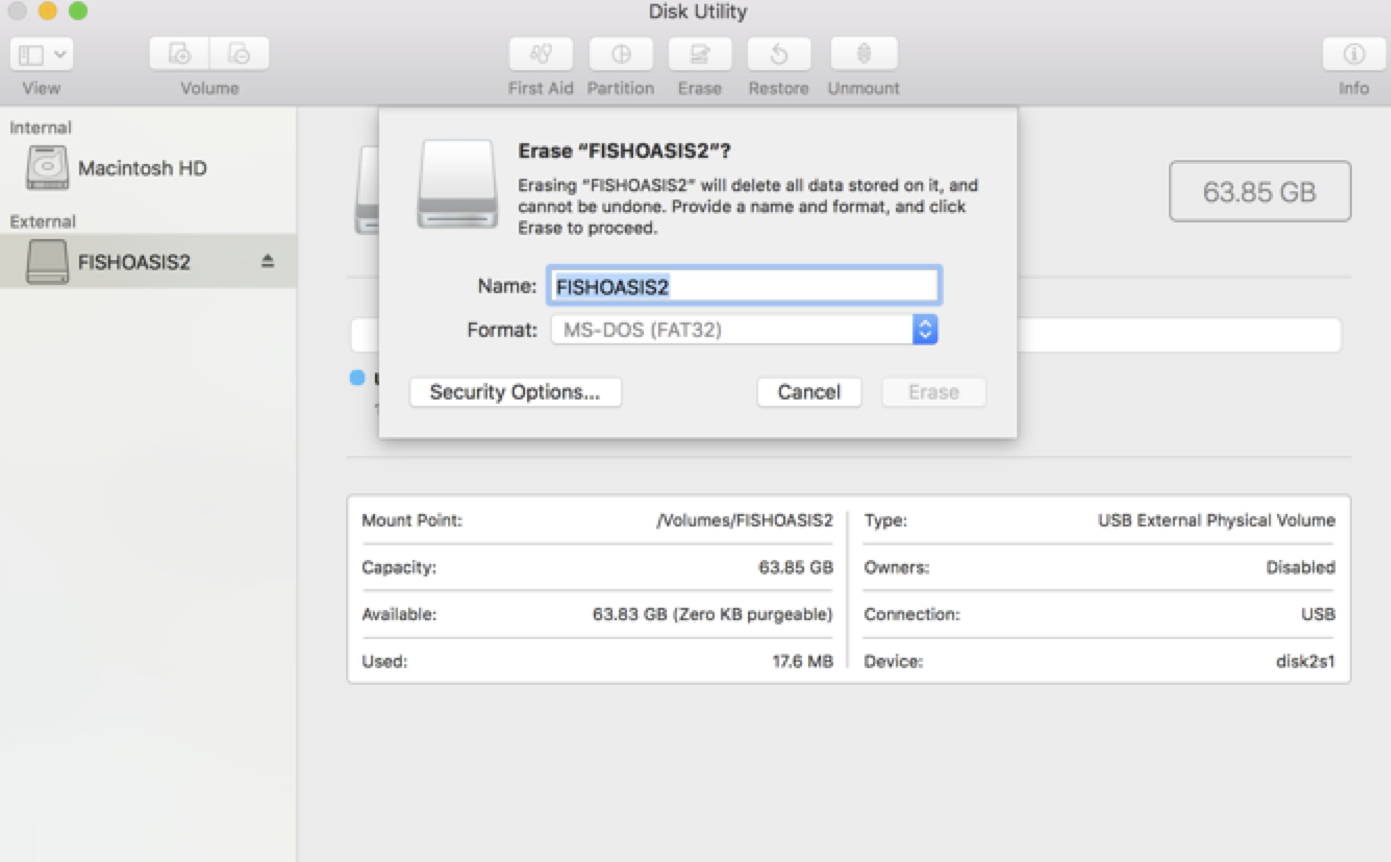 Disk Utility
View
Volume
First Aid
Partition
Erase
Restore
Unmount
Info
Internal
Macintosh HD
External
FISHOASIS2
63.85 GB
Erase “FISHOASIS2”?
Erasing “FISHOASIS2” will delete all data stored on it, and
cannot be undone. Provide a name and format, and click
Erase to proceed.
Name: FISHOASIS2
Format: MS-DOS (FAT32)
Security Options...
Cancel
Erase
Mount Point: /Volumes/FISHOASIS2
Capacity: 63.85 GB
Available: 63.83 GB (Zero KB purgeable)
Used: 17.6 MB
Type: USB External Physical Volume
Owners: Disabled
Connection: USB
Device: disk2s1